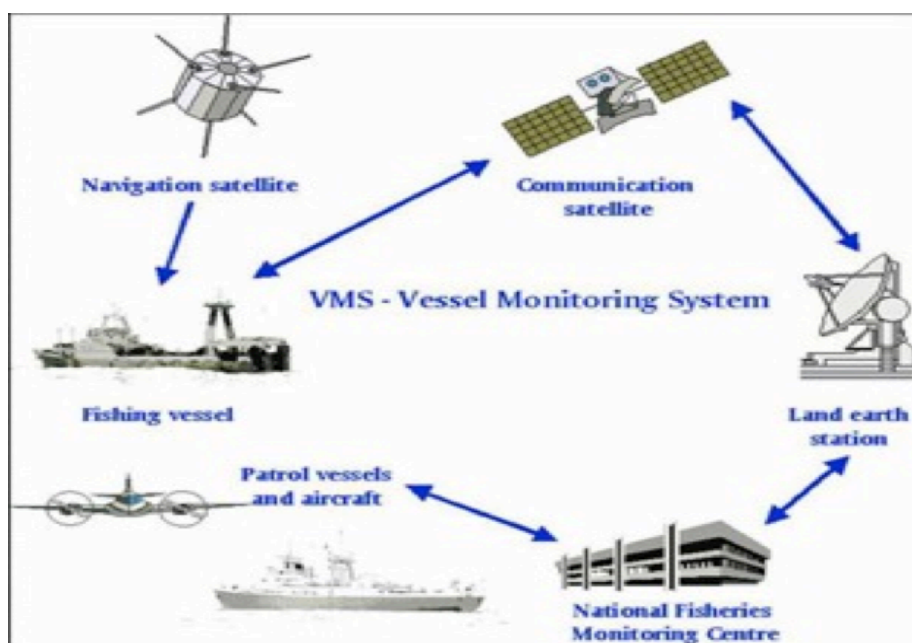 Navigation satellite
Communication
satellite
VMS - Vessel Monitoring System
Fishing vessel
Land earth
station
Patrol vessels
and aircraft
National Fisheries
Monitoring Centre